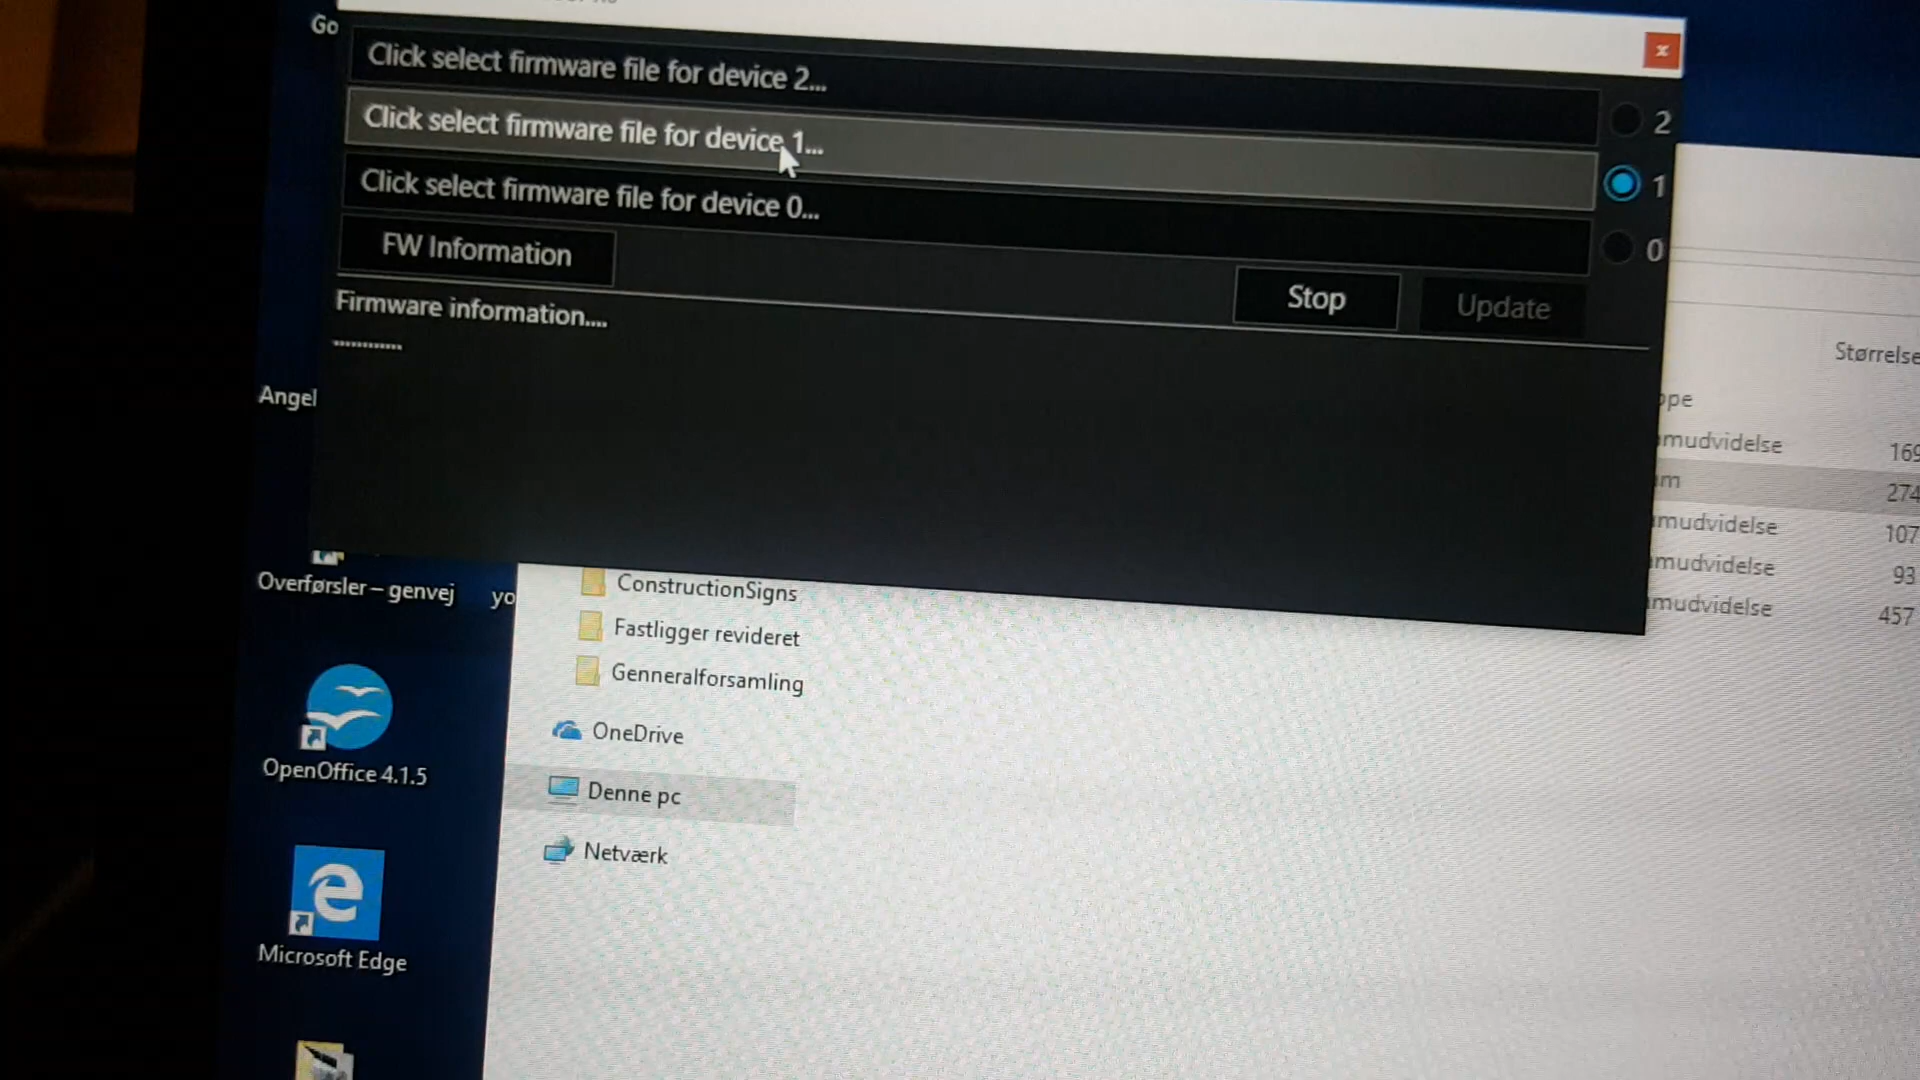 Go
Click select firmware file for device 2...
2
Click select firmware file for device 1...
1
Click select firmware file for device 0...
0
FW Information
Stop
Update
Firmware information....
............
Størrelse
Angel
mudvidelse
169
274
mudvidelse
107
mudvidelse
93
mudvidelse
457
Overførsler – genvej
yo
ConstructionSigns
Fastligger revideret
Genneralforsamling
OneDrive
OpenOffice 4.1.5
Denne pc
Netværk
Microsoft Edge